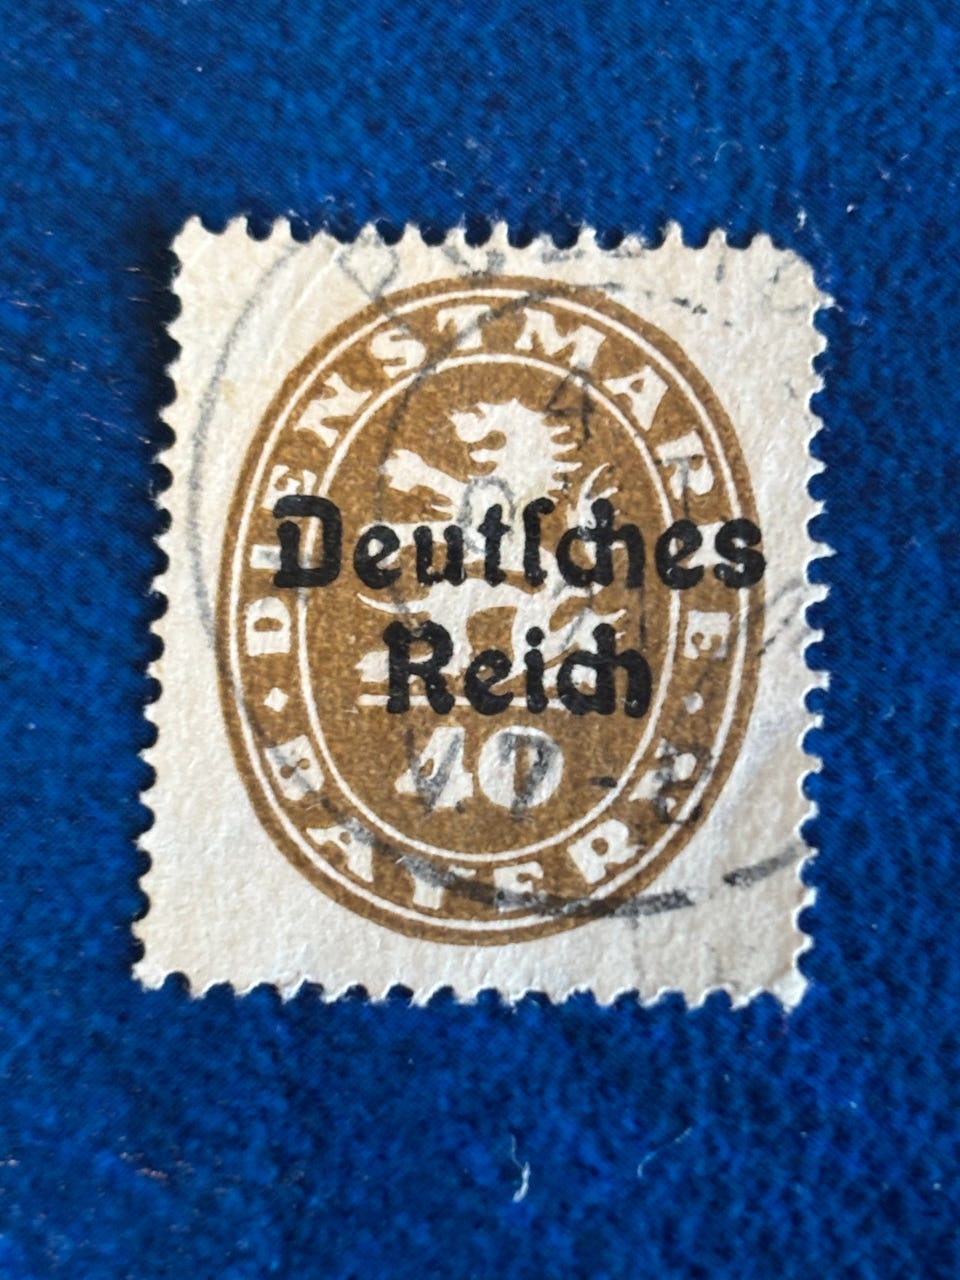 DIENSTMARKE
Deutſches
Reich
40
BAYERN